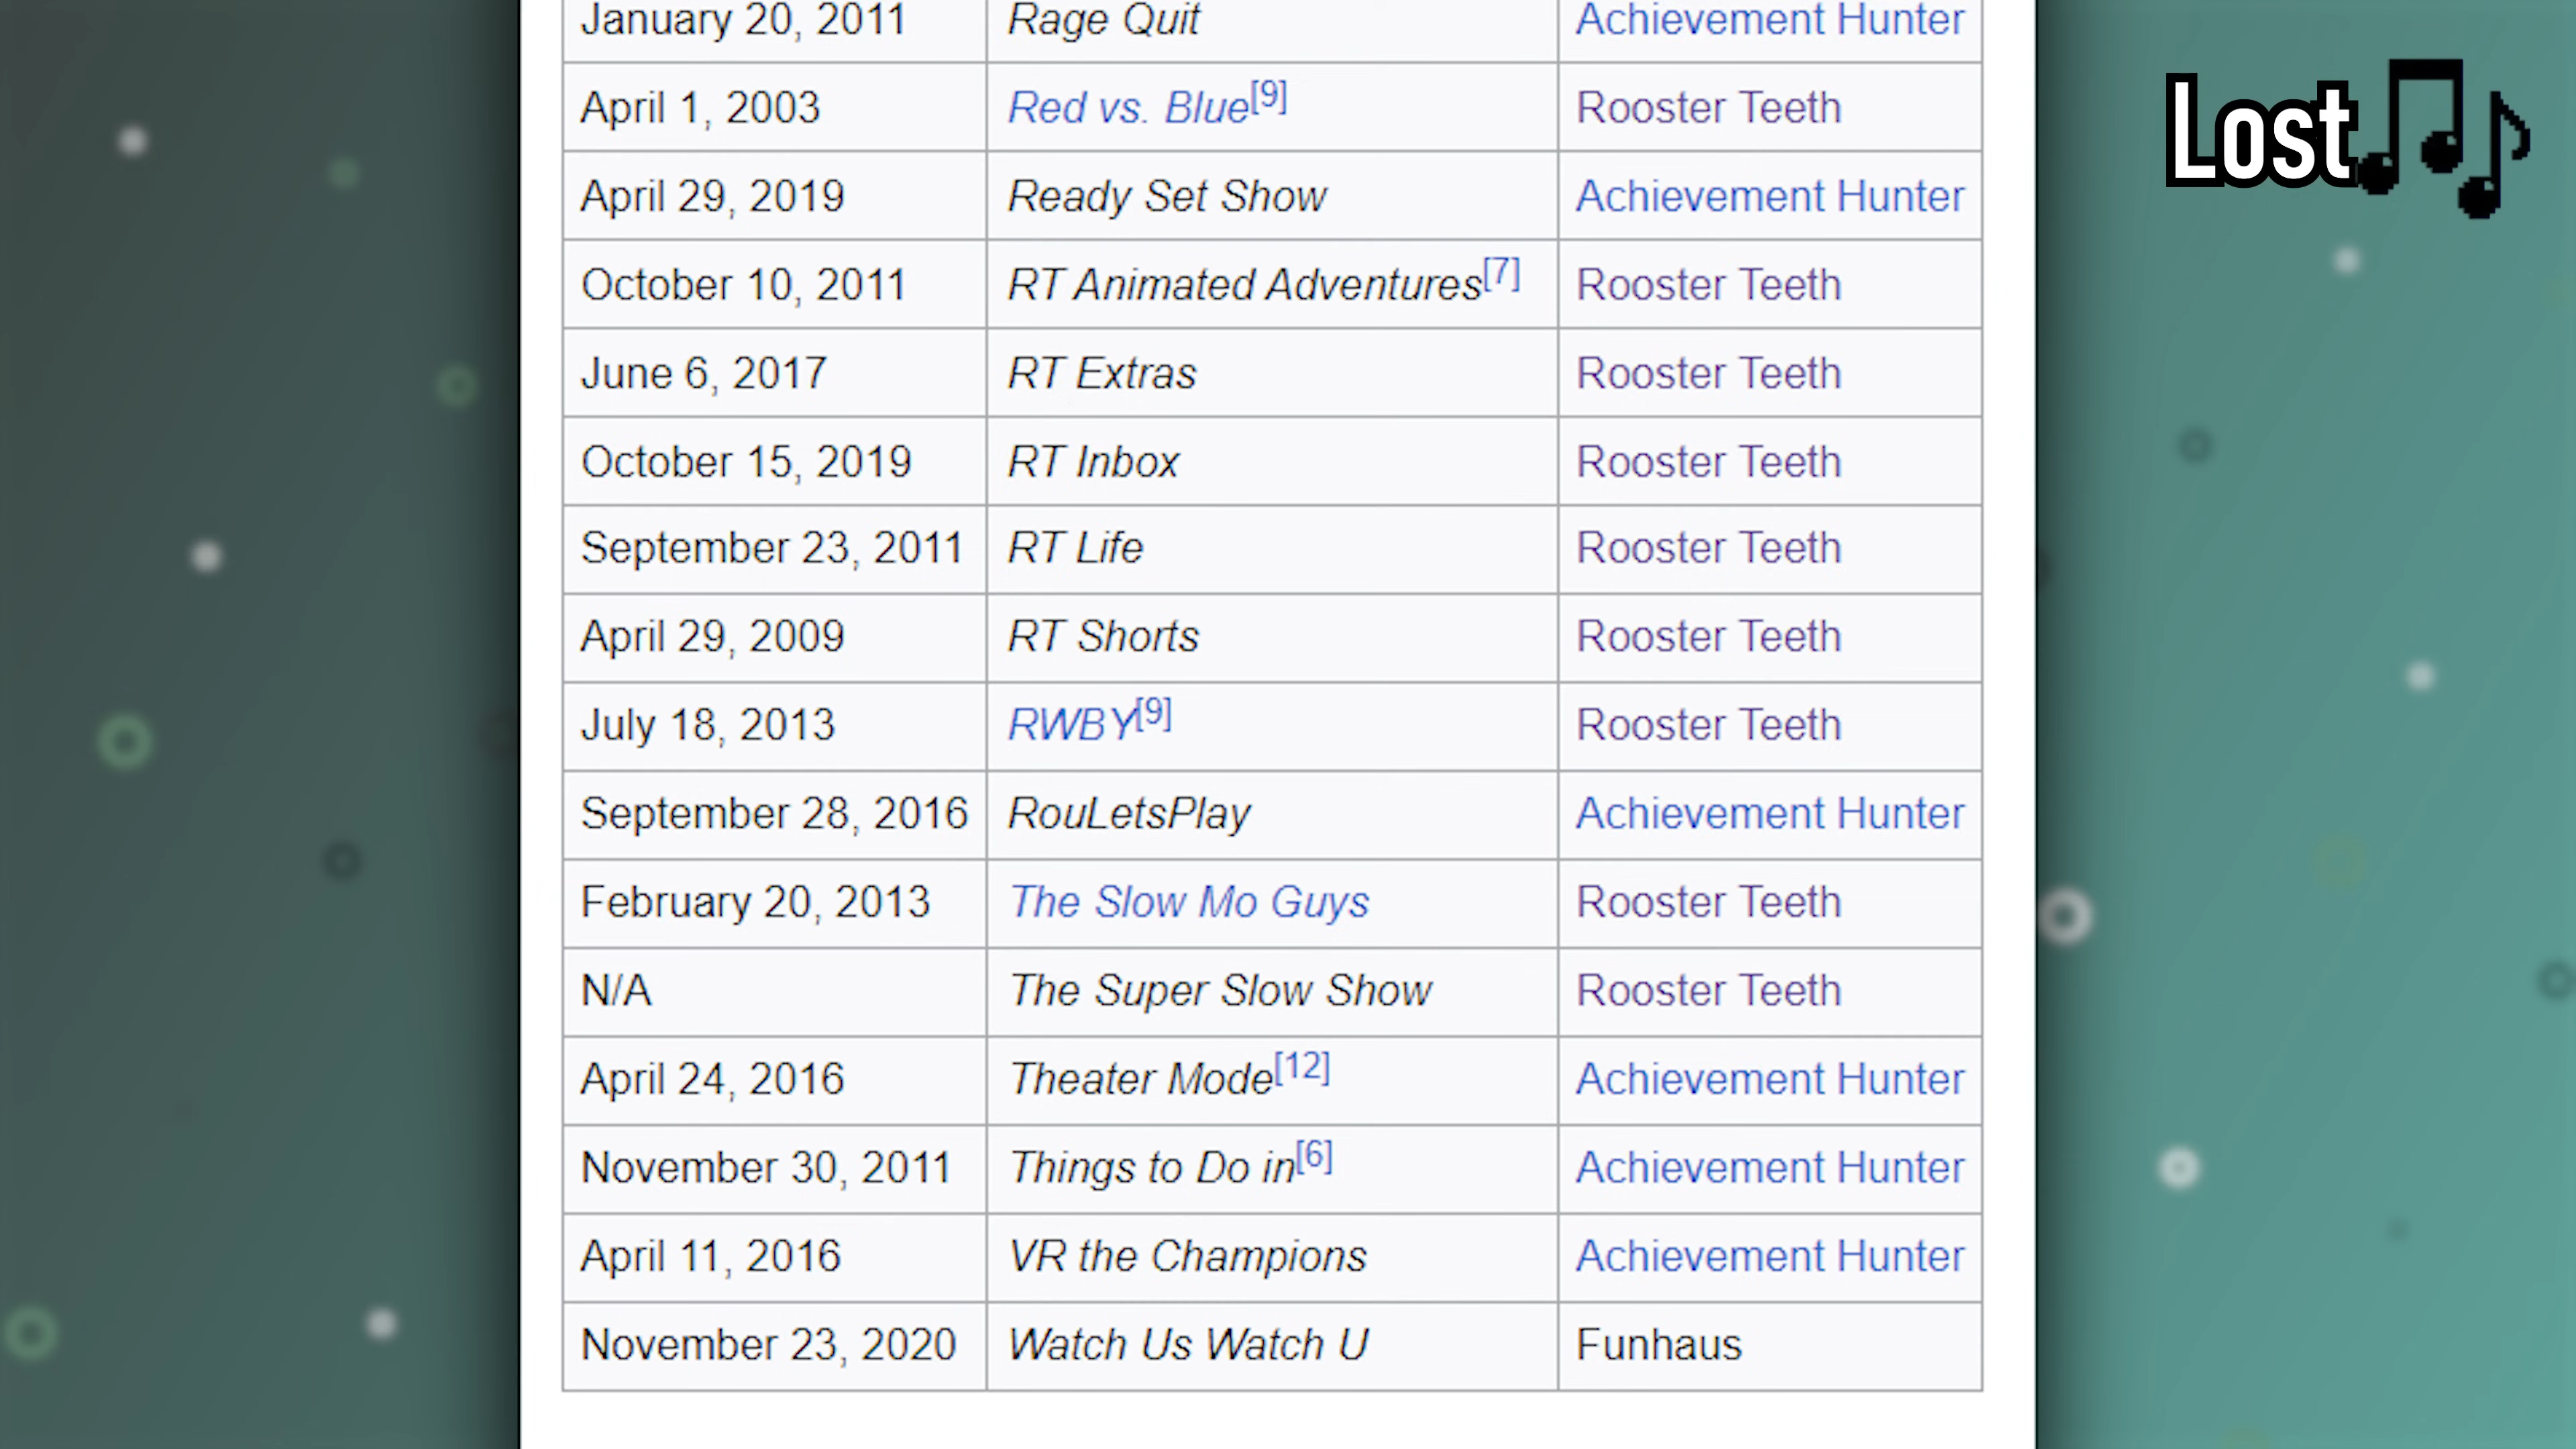 January 20, 2011 Rage Quit Achievement Hunter
April 1, 2003 Red vs. Blue[9] Rooster Teeth
April 29, 2019 Ready Set Show Achievement Hunter
October 10, 2011 RT Animated Adventures[7] Rooster Teeth
June 6, 2017 RT Extras Rooster Teeth
October 15, 2019 RT Inbox Rooster Teeth
September 23, 2011 RT Life Rooster Teeth
April 29, 2009 RT Shorts Rooster Teeth
July 18, 2013 RWBY[9] Rooster Teeth
September 28, 2016 RouLetsPlay Achievement Hunter
February 20, 2013 The Slow Mo Guys Rooster Teeth
N/A The Super Slow Show Rooster Teeth
April 24, 2016 Theater Mode[12] Achievement Hunter
November 30, 2011 Things to Do in[6] Achievement Hunter
April 11, 2016 VR the Champions Achievement Hunter
November 23, 2020 Watch Us Watch U Funhaus
Lost